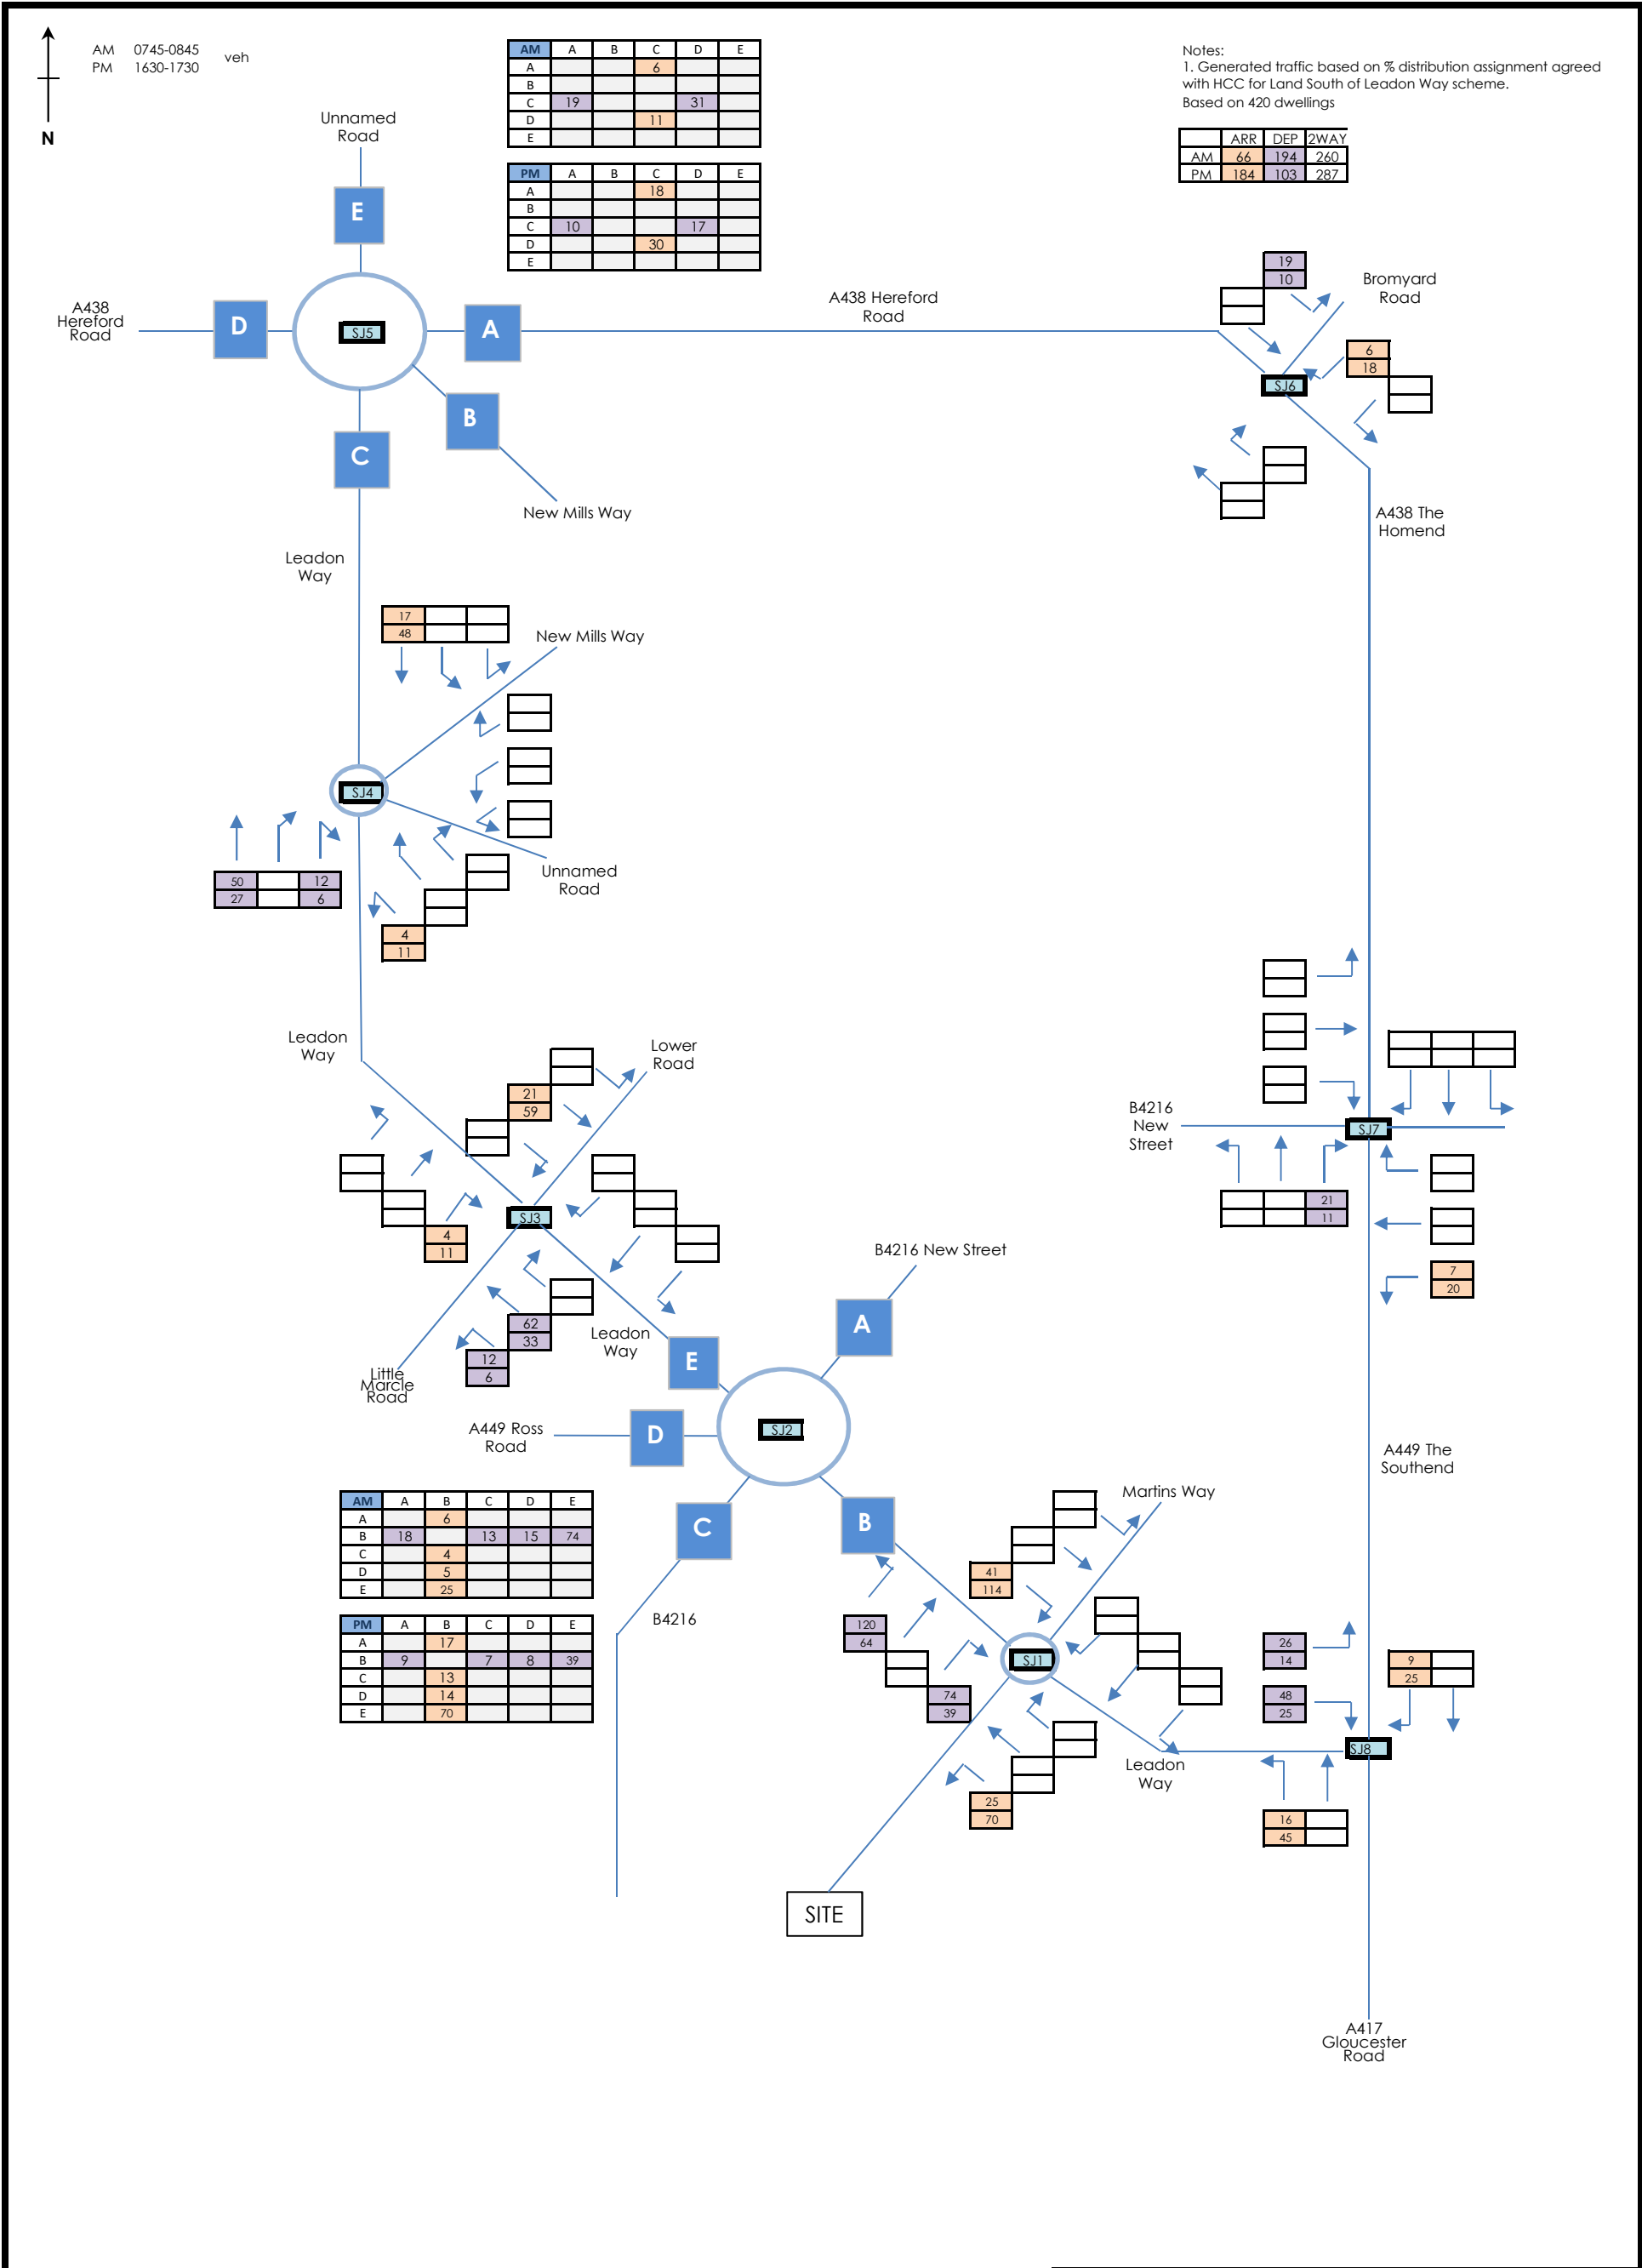 AM 0745-0845
PM 1630-1730
veh
N
AM A B C D E
A 6
B
C 19 31
D 11
E
PM A B C D E
A 18
B
C 10 17
D 30
E
Notes:
1. Generated traffic based on % distribution assignment agreed
with HCC for Land South of Leadon Way scheme.
Based on 420 dwellings
ARR DEP 2WAY
AM 66 194 260
PM 184 103 287
Unnamed
Road
E
A438
Hereford
Road
D
SJ5
A
A438 Hereford
Road
B
C
New Mills Way
19
10
Bromyard
Road
6
18
SJ6
A438 The
Homend
Leadon
Way
17
48
New Mills Way
SJ4
Unnamed
Road
50 12
27 6
4
11
Leadon
Way
Lower
Road
21
59
4
11
SJ3
62
33
12
6
Leadon
Way
Little
Marcle
Road
B4216
New
Street
SJ7
21
11
7
20
B4216 New Street
A
E
A449 Ross
Road
D
SJ2
C
B
A449 The
Southend
AM A B C D E
A 6
B 18 13 15 74
C 4
D 5
E 25
PM A B C D E
A 17
B 9 7 8 39
C 13
D 14
E 70
B4216
Martins Way
41
114
120
64
74
39
SJ1
25
70
Leadon
Way
26
14
48
25
9
25
SJ8
16
45
SITE
A417
Gloucester
Road